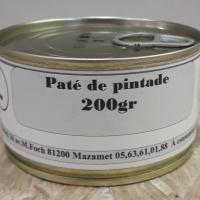 Paté de pintade
200gr
av.M.Foch 81200 Mazamet 05,63,61,01,88 A